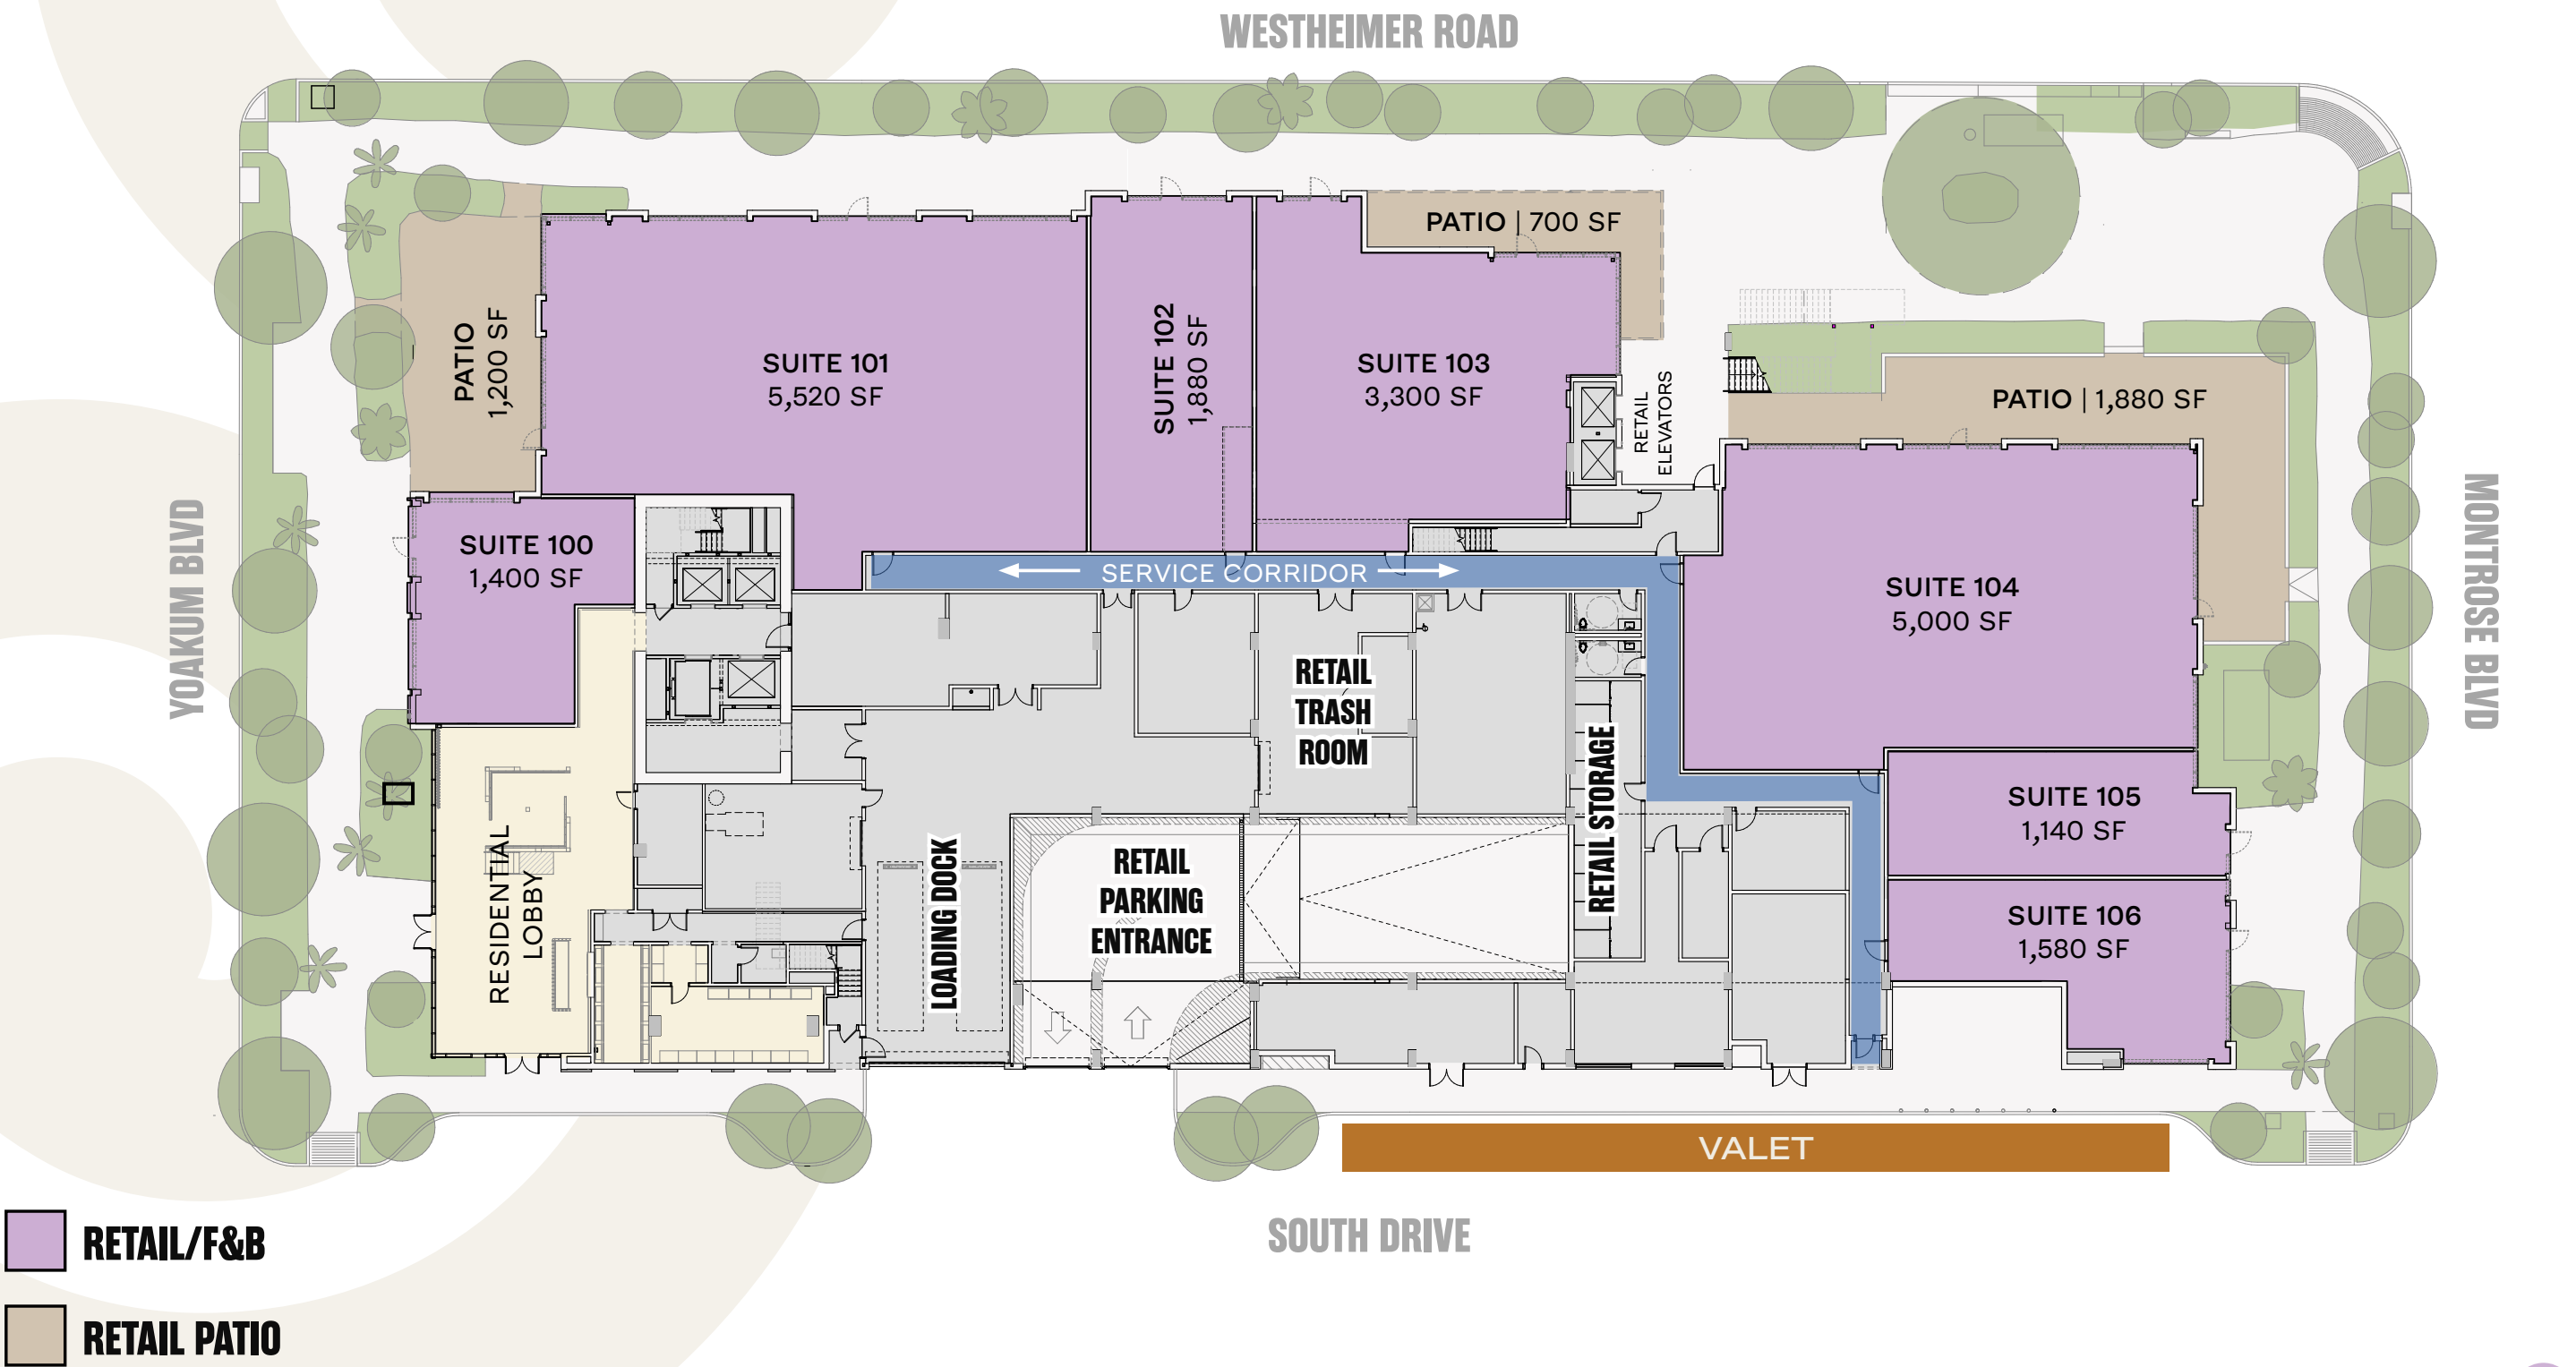 WESTHEIMER ROAD
PATIO | 700 SF
PATIO
1,200 SF
SUITE 101
5,520 SF
SUITE 102
1,880 SF
SUITE 103
3,300 SF
RETAIL
ELEVATORS
PATIO | 1,880 SF
YOAKUM BLVD
MONTROSE BLVD
SUITE 100
1,400 SF
SERVICE CORRIDOR
SUITE 104
5,000 SF
RETAIL
TRASH
ROOM
RETAIL STORAGE
SUITE 105
1,140 SF
RESIDENTIAL
LOBBY
LOADING DOCK
RETAIL
PARKING
ENTRANCE
SUITE 106
1,580 SF
VALET
SOUTH DRIVE
RETAIL/F&B
RETAIL PATIO